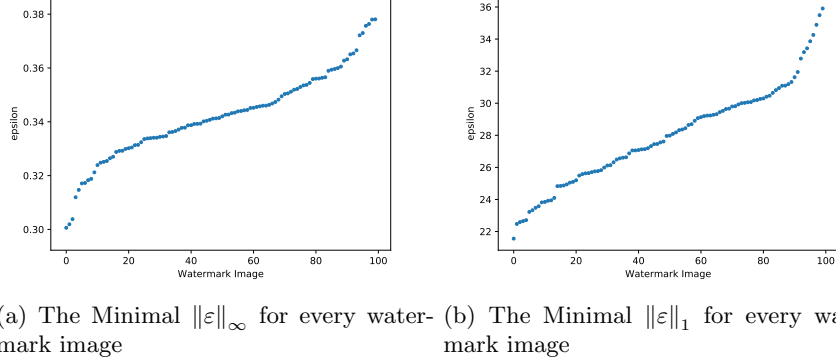 0.38
0.36
0.34
0.32
0.30
epsilon
0 20 40 60 80 100
Watermark Image
36
34
32
30
28
26
24
22
epsilon
0 20 40 60 80 100
Watermark Image
(a) The Minimal ‖ε‖∞ for every water-
mark image
(b) The Minimal ‖ε‖₁ for every wa
mark image